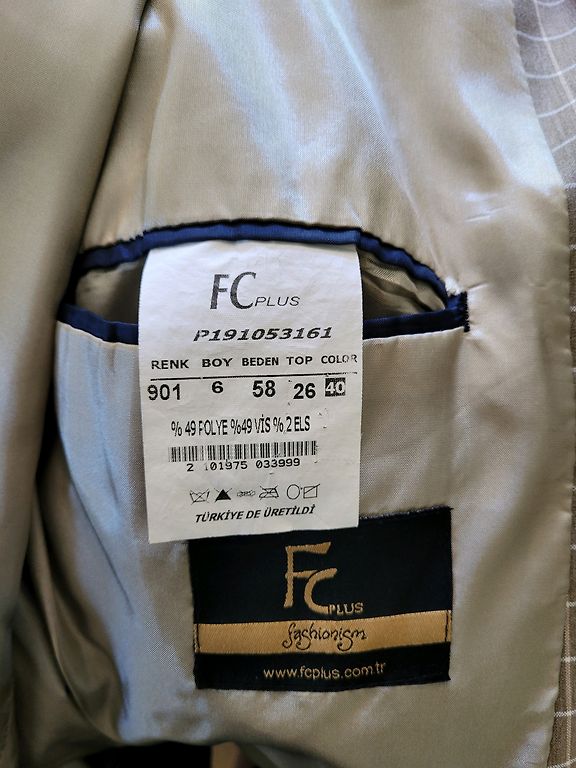 FC PLUS
P191053161
RENK BOY BEDEN TOP COLOR
901 6 58 26 40
% 49 POLYE %49 VİS % 2 ELS
2 101975 033999
TÜRKİYE DE ÜRETİLDİ
FC PLUS
fashionism
www.fcplus.com.tr